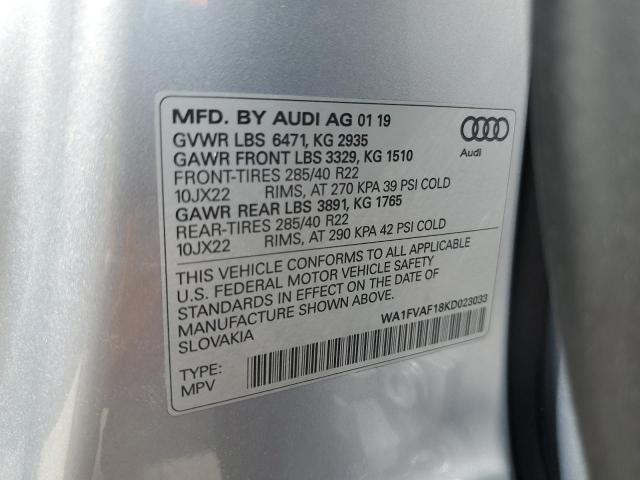 MFD. BY AUDI AG 01 19
GVWR LBS 6471, KG 2935
GAWR FRONT LBS 3329, KG 1510
FRONT-TIRES 285/40 R22
10JX22 RIMS, AT 270 KPA 39 PSI COLD
GAWR REAR LBS 3891, KG 1765
REAR-TIRES 285/40 R22
10JX22 RIMS, AT 290 KPA 42 PSI COLD
Audi
THIS VEHICLE CONFORMS TO ALL APPLICABLE
U.S. FEDERAL MOTOR VEHICLE SAFETY
STANDARDS IN EFFECT ON THE DATE OF
MANUFACTURE SHOWN ABOVE.
SLOVAKIA
WA1FVAF18KD023033
TYPE:
MPV